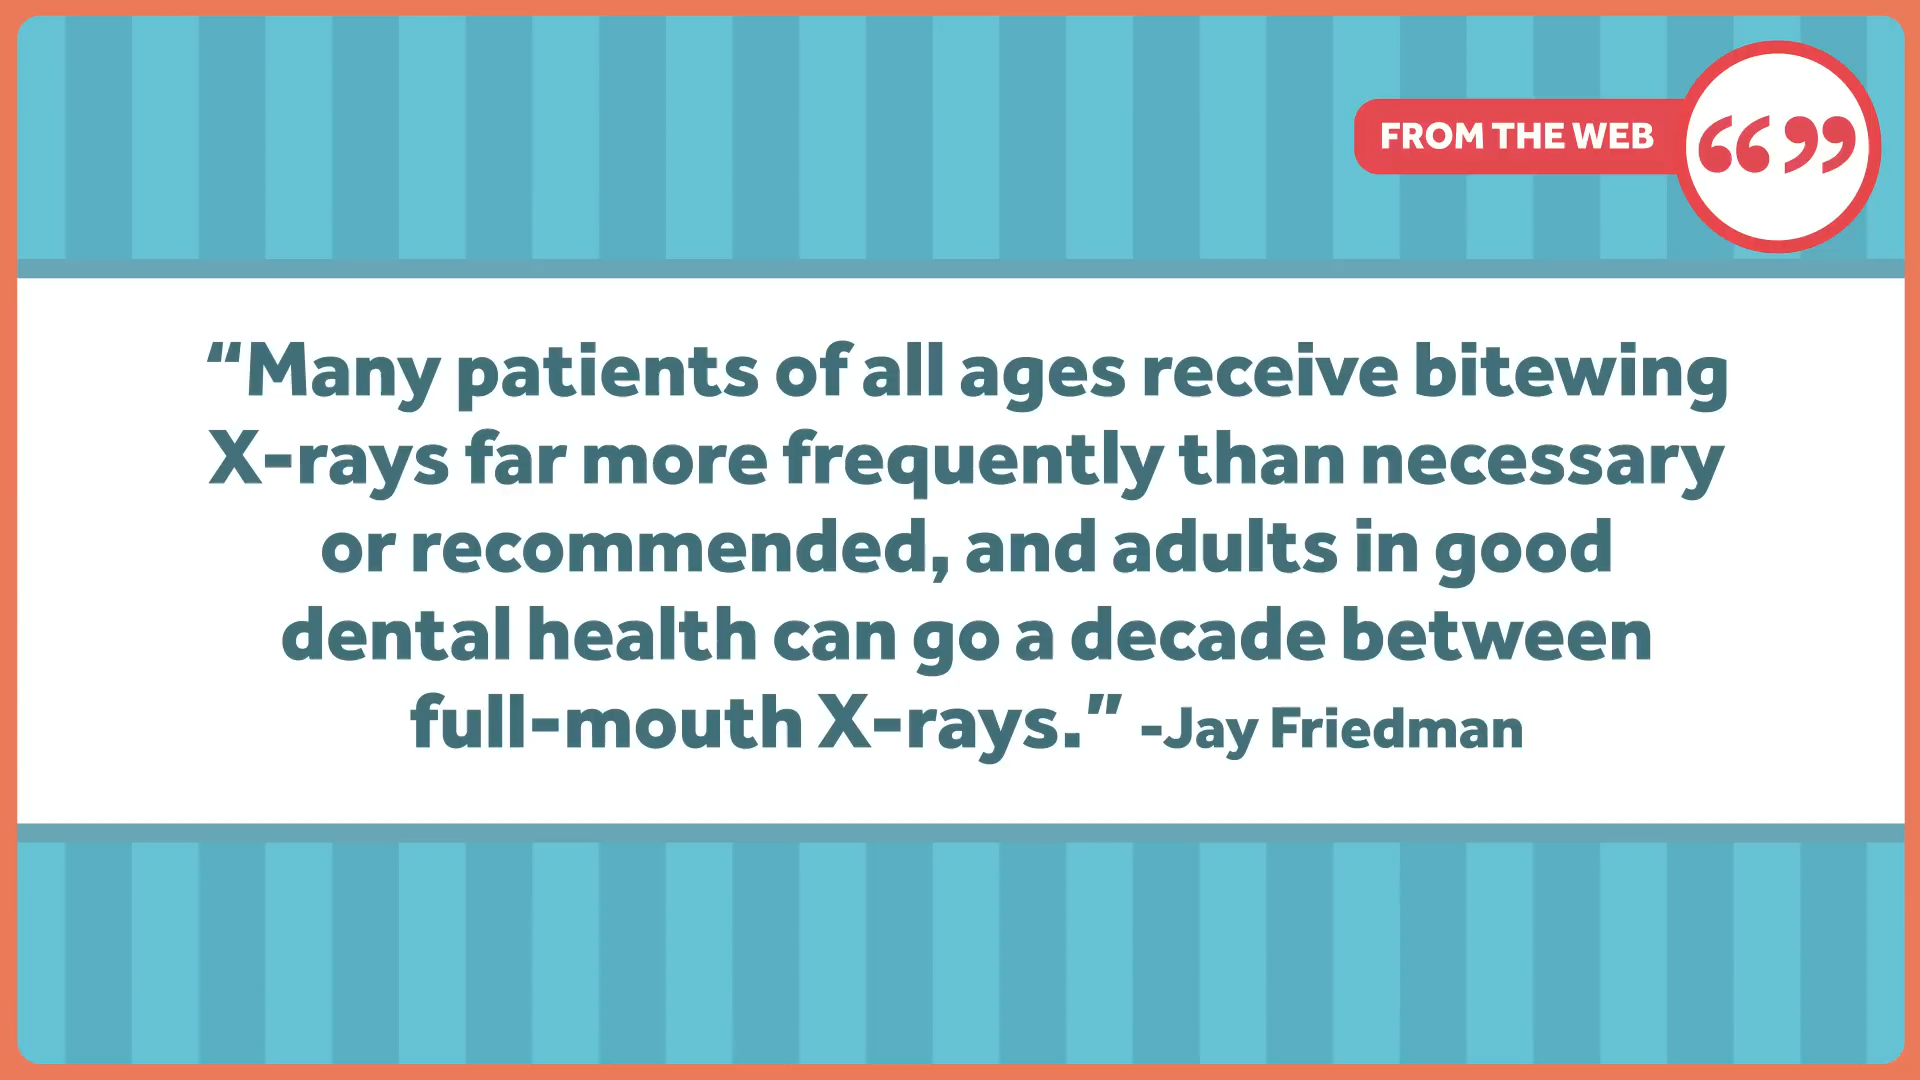 FROM THE WEB
“Many patients of all ages receive bitewing
X-rays far more frequently than necessary
or recommended, and adults in good
dental health can go a decade between
full-mouth X-rays.” -Jay Friedman